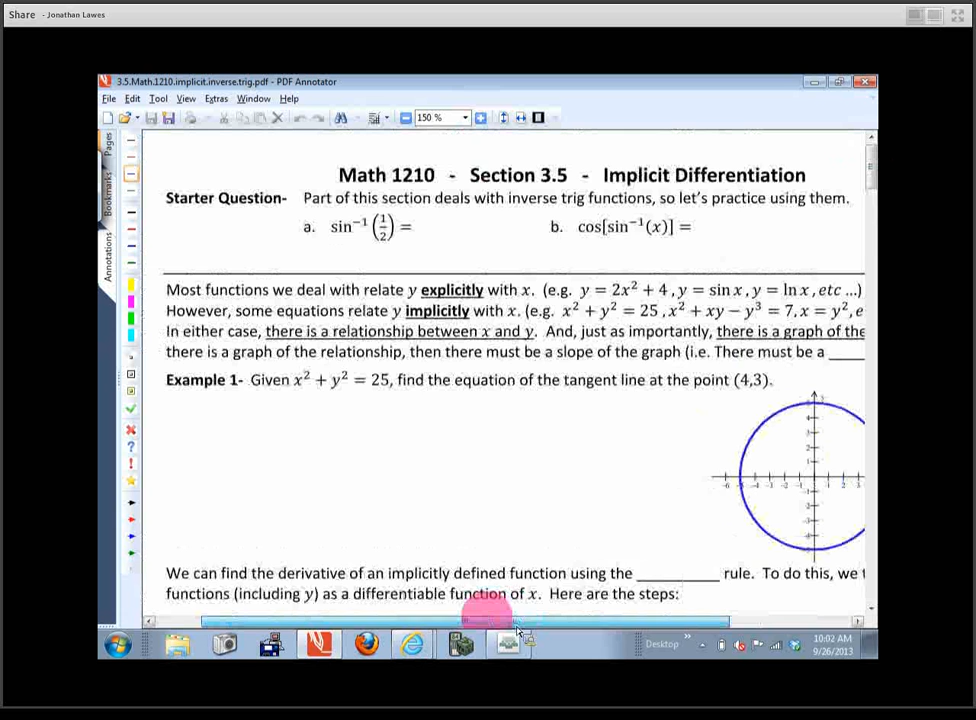 Share - Jonathan Lawes
3.5.Math.1210.implicit.inverse.trig.pdf - PDF Annotator
File Edit Tool View Extras Window Help
150 %
Pages
Bookmarks
Annotations
Math 1210 - Section 3.5 - Implicit Differentiation
Starter Question- Part of this section deals with inverse trig functions, so let's practice using them.
a. sin⁻¹(1/2) = b. cos[sin⁻¹(x)] =
Most functions we deal with relate y explicitly with x. (e.g. y = 2x² + 4, y = sin x, y = ln x, etc ...)
However, some equations relate y implicitly with x. (e.g. x² + y² = 25, x² + xy − y³ = 7, x = y², e
In either case, there is a relationship between x and y. And, just as importantly, there is a graph of the
there is a graph of the relationship, then there must be a slope of the graph (i.e. There must be a ____
Example 1- Given x² + y² = 25, find the equation of the tangent line at the point (4,3).
We can find the derivative of an implicitly defined function using the _________ rule. To do this, we t
functions (including y) as a differentiable function of x. Here are the steps:
Desktop
10:02 AM
9/26/2013